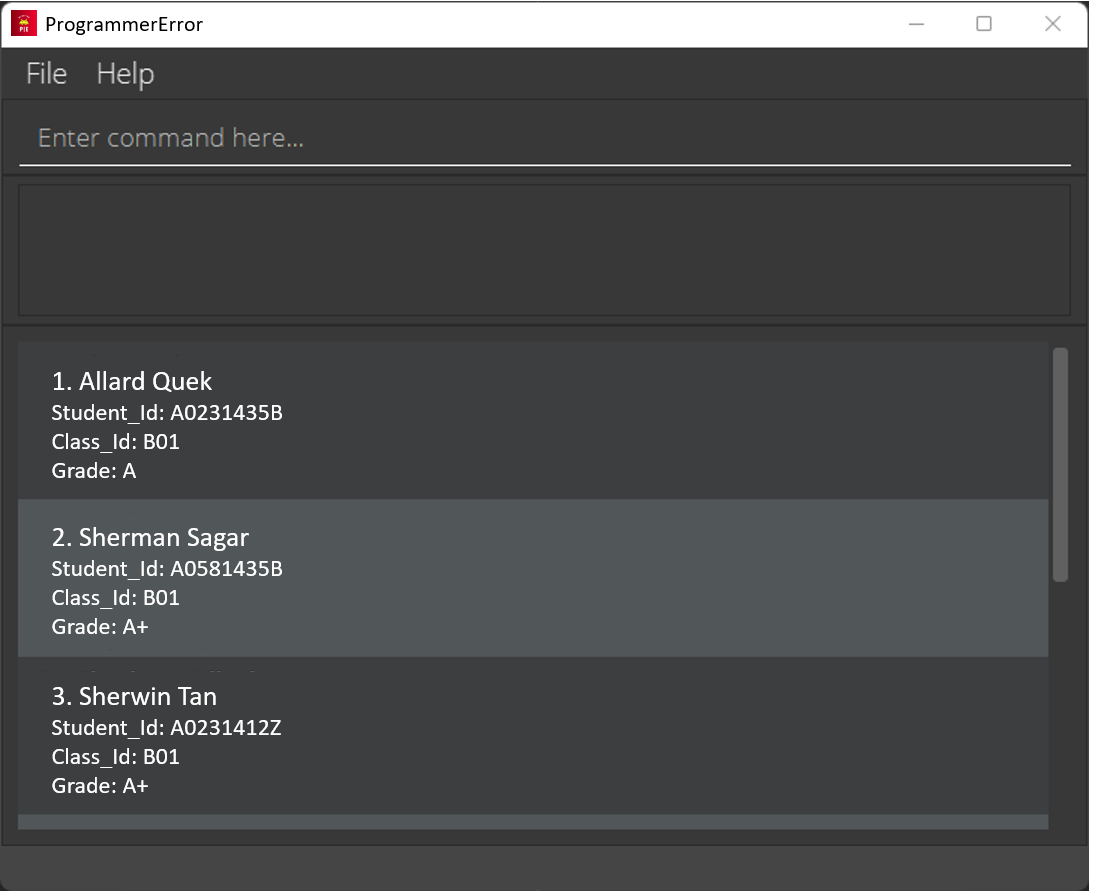 PIE
ProgrammerError
File Help
Enter command here...
1. Allard Quek
Student_Id: A0231435B
Class_Id: B01
Grade: A
2. Sherman Sagar
Student_Id: A0581435B
Class_Id: B01
Grade: A+
3. Sherwin Tan
Student_Id: A0231412Z
Class_Id: B01
Grade: A+